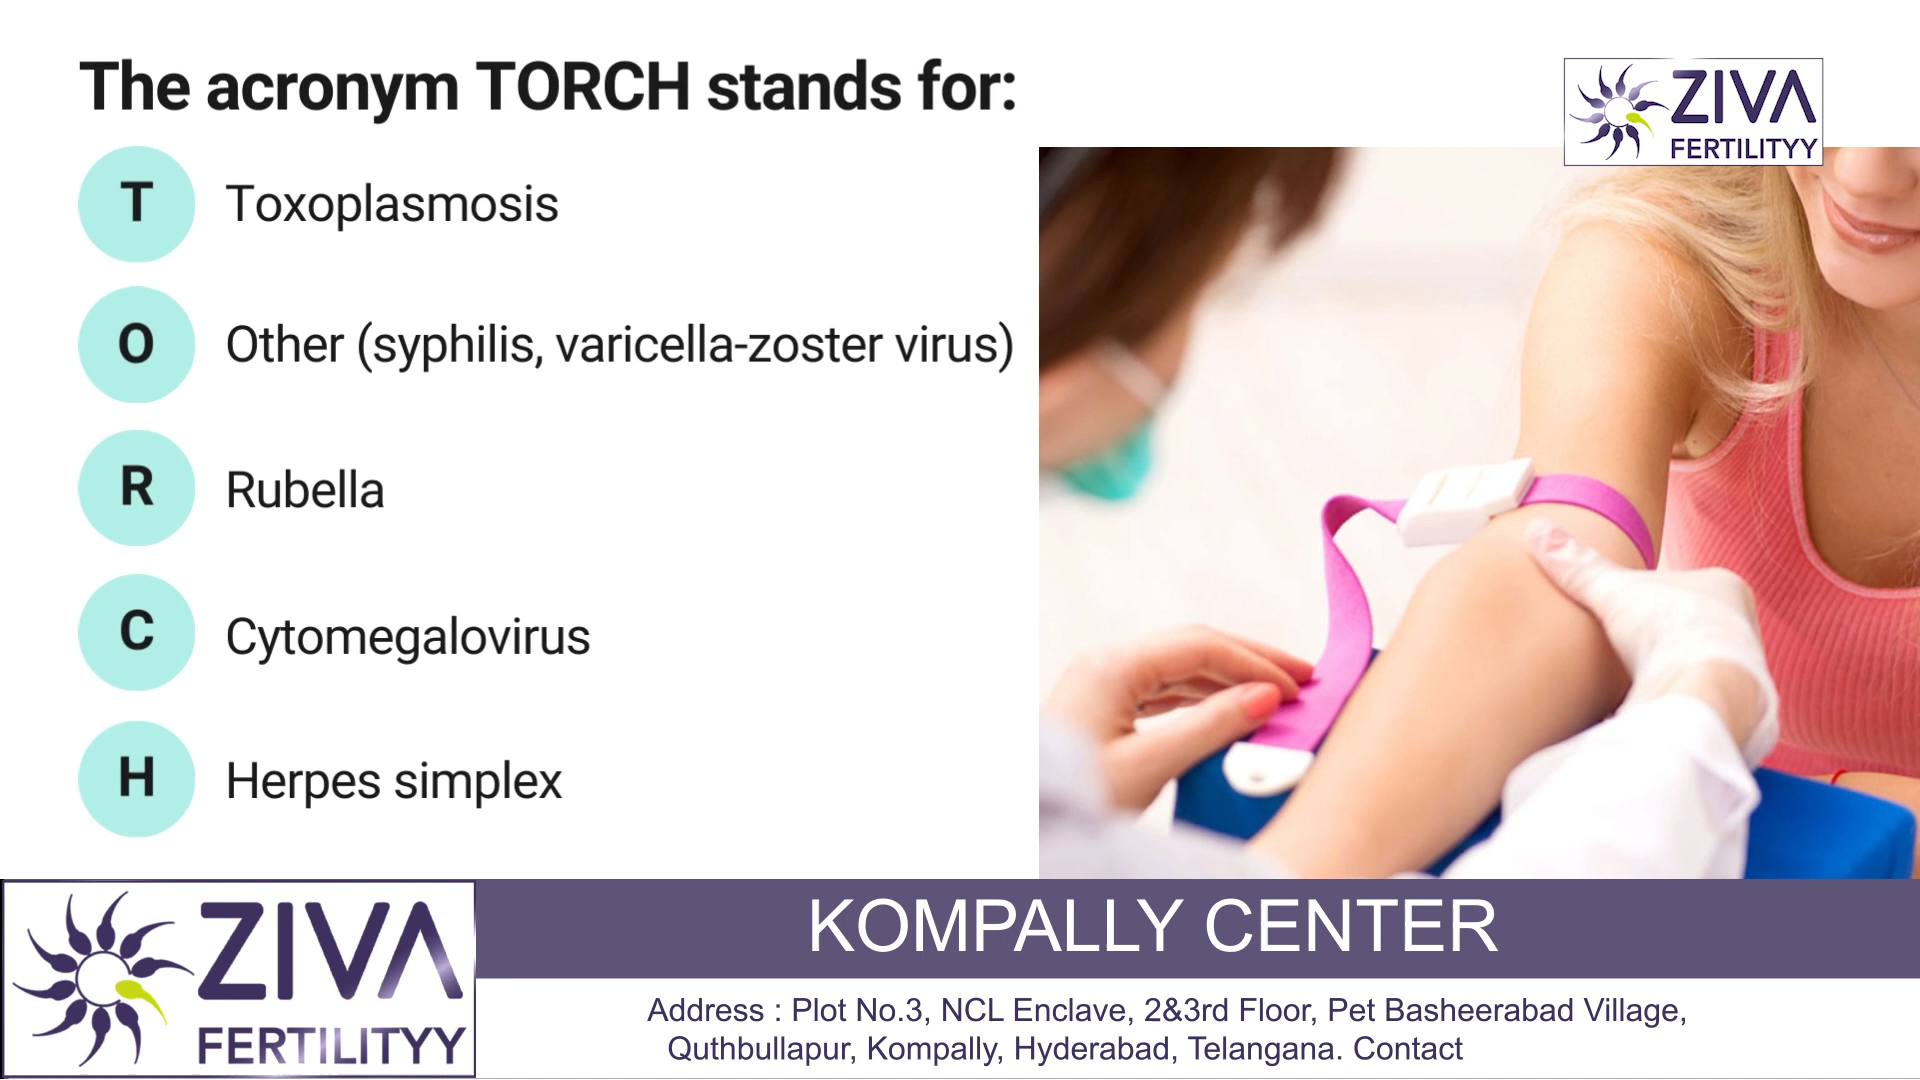 The acronym TORCH stands for:
ZIVA
FERTILITYY
T Toxoplasmosis
O Other (syphilis, varicella-zoster virus)
R Rubella
C Cytomegalovirus
H Herpes simplex
ZIVA
FERTILITYY
KOMPALLY CENTER
Address : Plot No.3, NCL Enclave, 2&3rd Floor, Pet Basheerabad Village,
Quthbullapur, Kompally, Hyderabad, Telangana. Contact